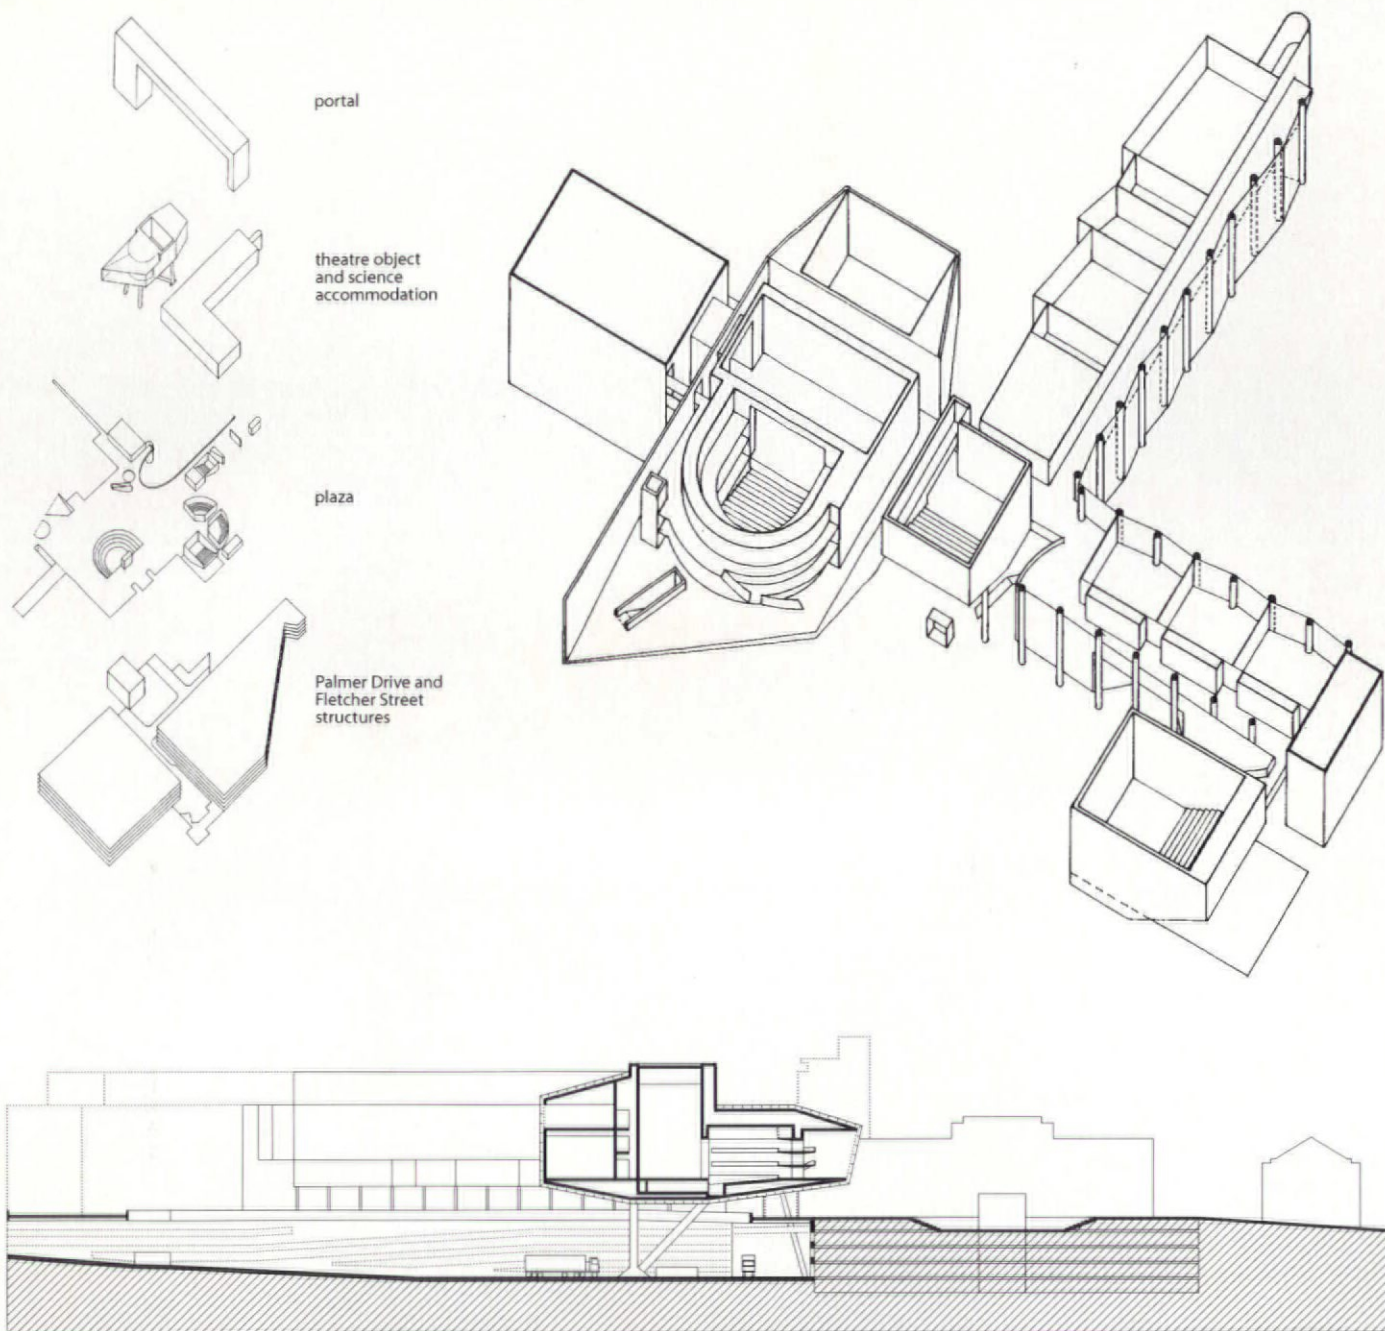 portal
theatre object
and science
accommodation
plaza
Palmer Drive and
Fletcher Street
structures